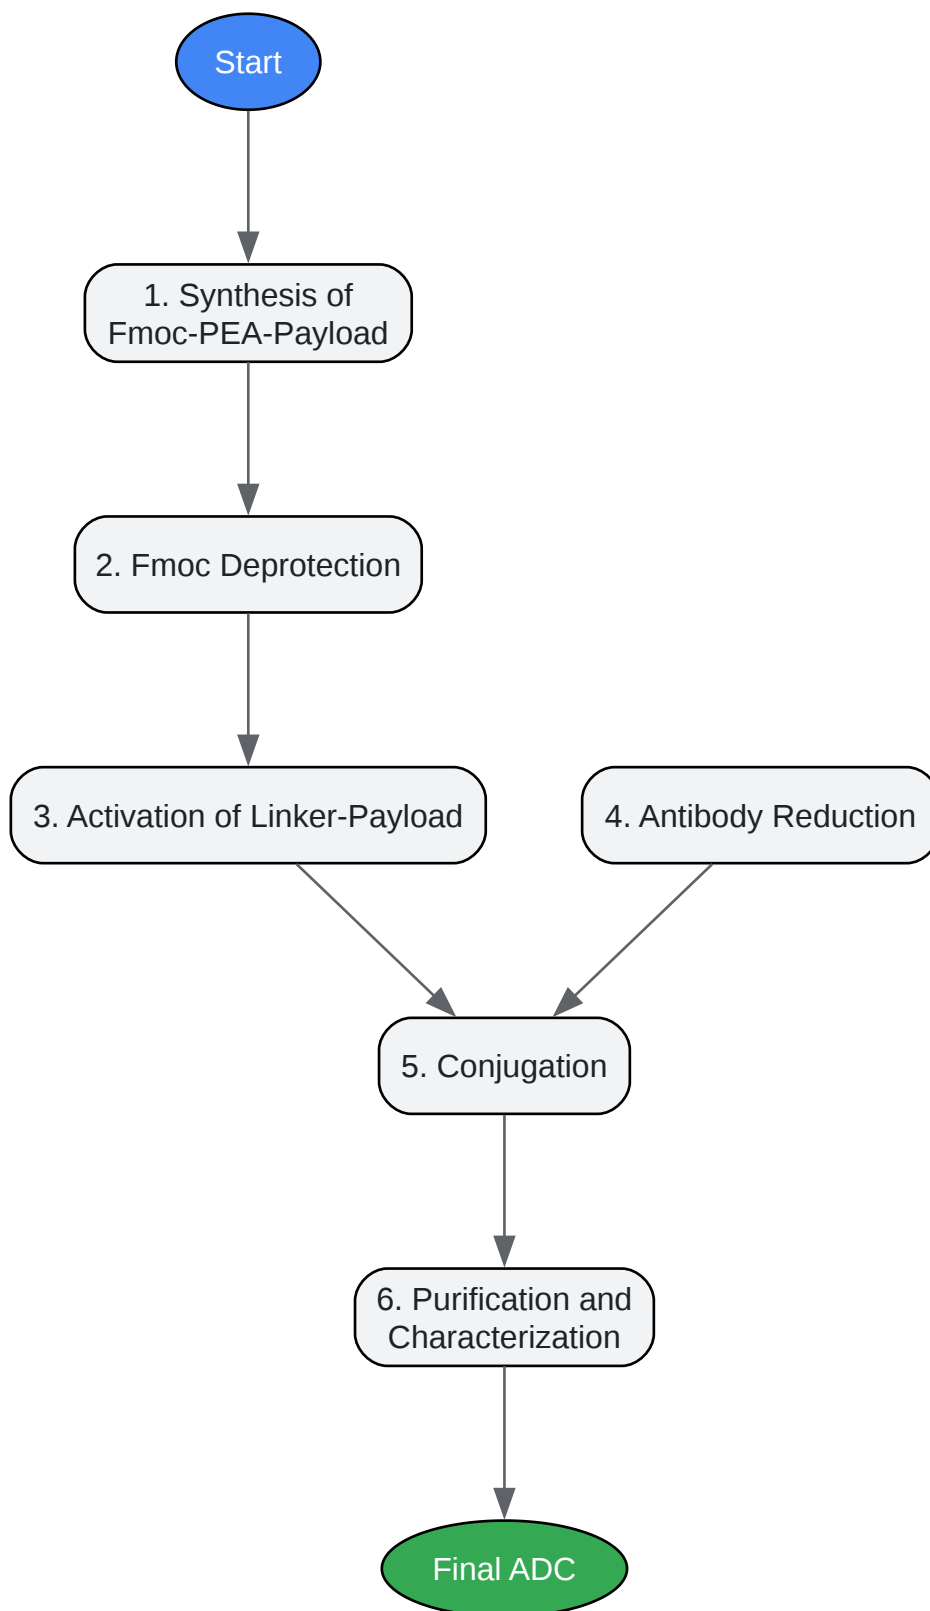 Start
1. Synthesis of
Fmoc-PEA-Payload
2. Fmoc Deprotection
3. Activation of Linker-Payload
4. Antibody Reduction
5. Conjugation
6. Purification and
Characterization
Final ADC